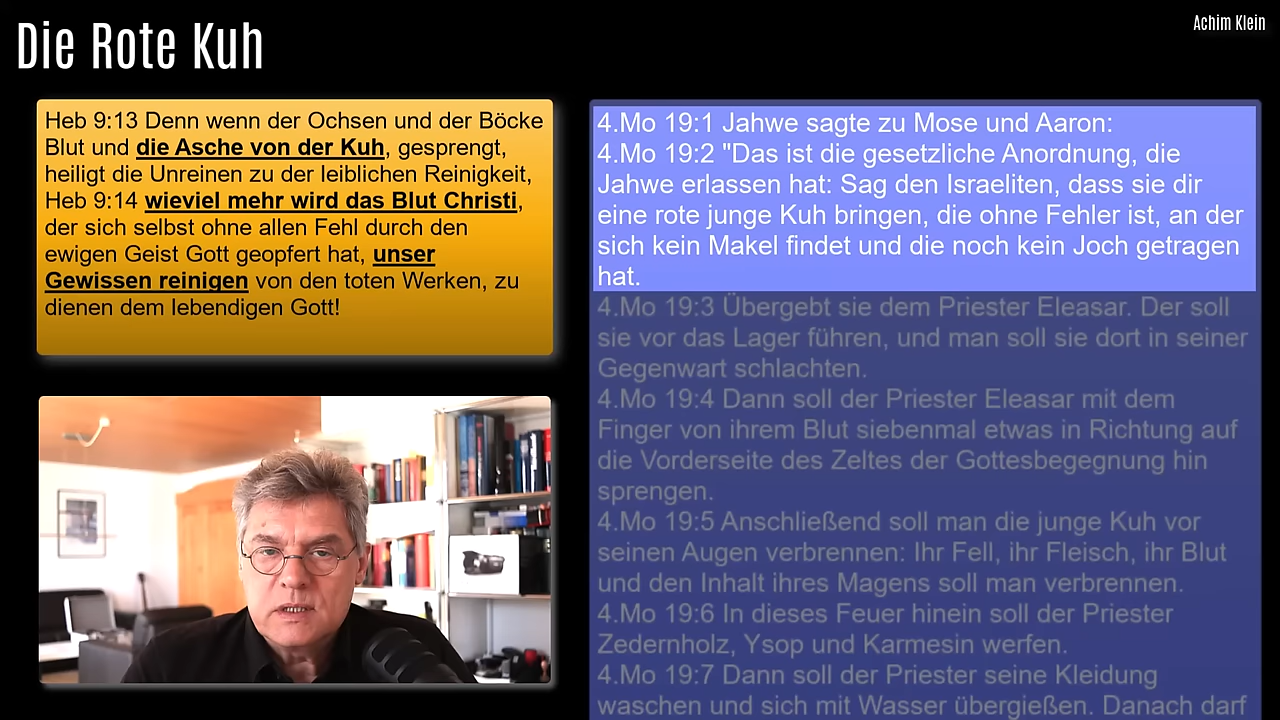 Die Rote Kuh
Achim Klein
Heb 9:13 Denn wenn der Ochsen und der Böcke
Blut und die Asche von der Kuh, gesprengt,
heiligt die Unreinen zu der leiblichen Reinigkeit,
Heb 9:14 wieviel mehr wird das Blut Christi,
der sich selbst ohne allen Fehl durch den
ewigen Geist Gott geopfert hat, unser
Gewissen reinigen von den toten Werken, zu
dienen dem lebendigen Gott!
4.Mo 19:1 Jahwe sagte zu Mose und Aaron:
4.Mo 19:2 "Das ist die gesetzliche Anordnung, die
Jahwe erlassen hat: Sag den Israeliten, dass sie dir
eine rote junge Kuh bringen, die ohne Fehler ist, an der
sich kein Makel findet und die noch kein Joch getragen
hat.
4.Mo 19:3 Übergebt sie dem Priester Eleasar. Der soll
sie vor das Lager führen, und man soll sie dort in seiner
Gegenwart schlachten.
4.Mo 19:4 Dann soll der Priester Eleasar mit dem
Finger von ihrem Blut siebenmal etwas in Richtung auf
die Vorderseite des Zeltes der Gottesbegegnung hin
sprengen.
4.Mo 19:5 Anschließend soll man die junge Kuh vor
seinen Augen verbrennen: Ihr Fell, ihr Fleisch, ihr Blut
und den Inhalt ihres Magens soll man verbrennen.
4.Mo 19:6 In dieses Feuer hinein soll der Priester
Zedernholz, Ysop und Karmesin werfen.
4.Mo 19:7 Dann soll der Priester seine Kleidung
waschen und sich mit Wasser übergießen. Danach darf